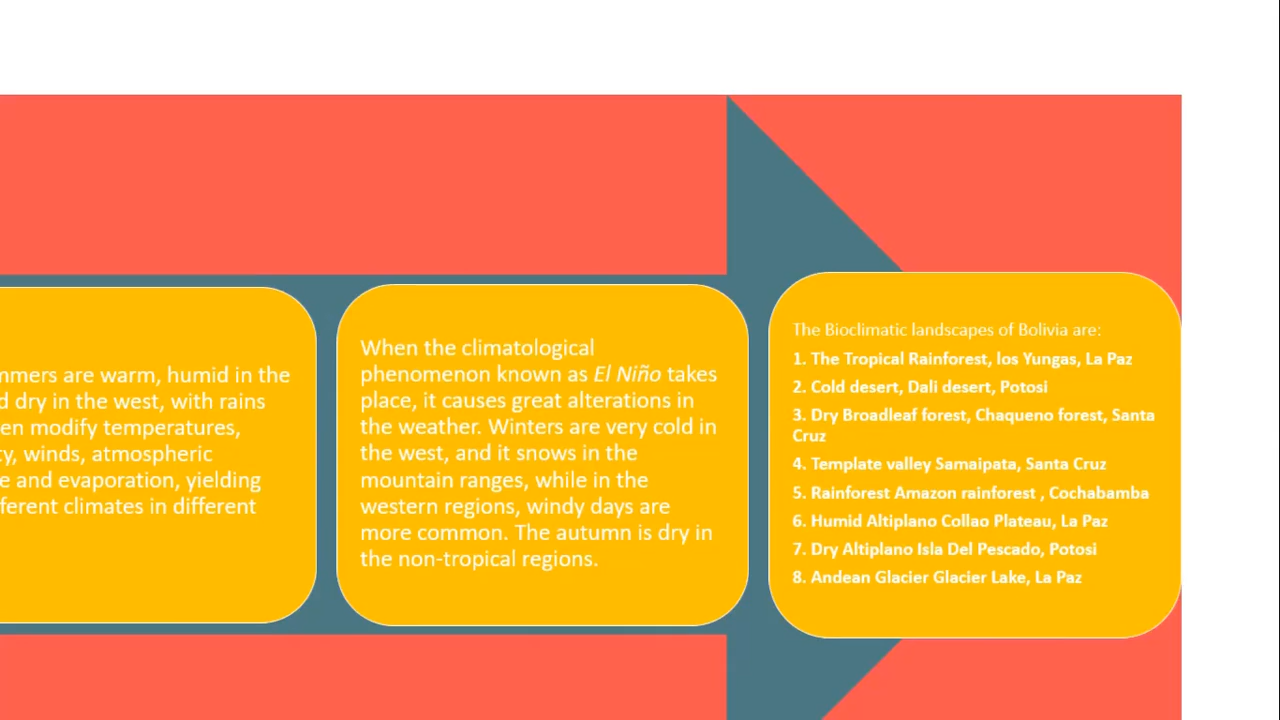 mmers are warm, humid in the
d dry in the west, with rains
en modify temperatures,
y, winds, atmospheric
e and evaporation, yielding
ferent climates in different
When the climatological
phenomenon known as El Niño takes
place, it causes great alterations in
the weather. Winters are very cold in
the west, and it snows in the
mountain ranges, while in the
western regions, windy days are
more common. The autumn is dry in
the non-tropical regions.
The Bioclimatic landscapes of Bolivia are:
1. The Tropical Rainforest, los Yungas, La Paz
2. Cold desert, Dali desert, Potosi
3. Dry Broadleaf forest, Chaqueno forest, Santa
Cruz
4. Template valley Samaipata, Santa Cruz
5. Rainforest Amazon rainforest , Cochabamba
6. Humid Altiplano Collao Plateau, La Paz
7. Dry Altiplano Isla Del Pescado, Potosi
8. Andean Glacier Glacier Lake, La Paz